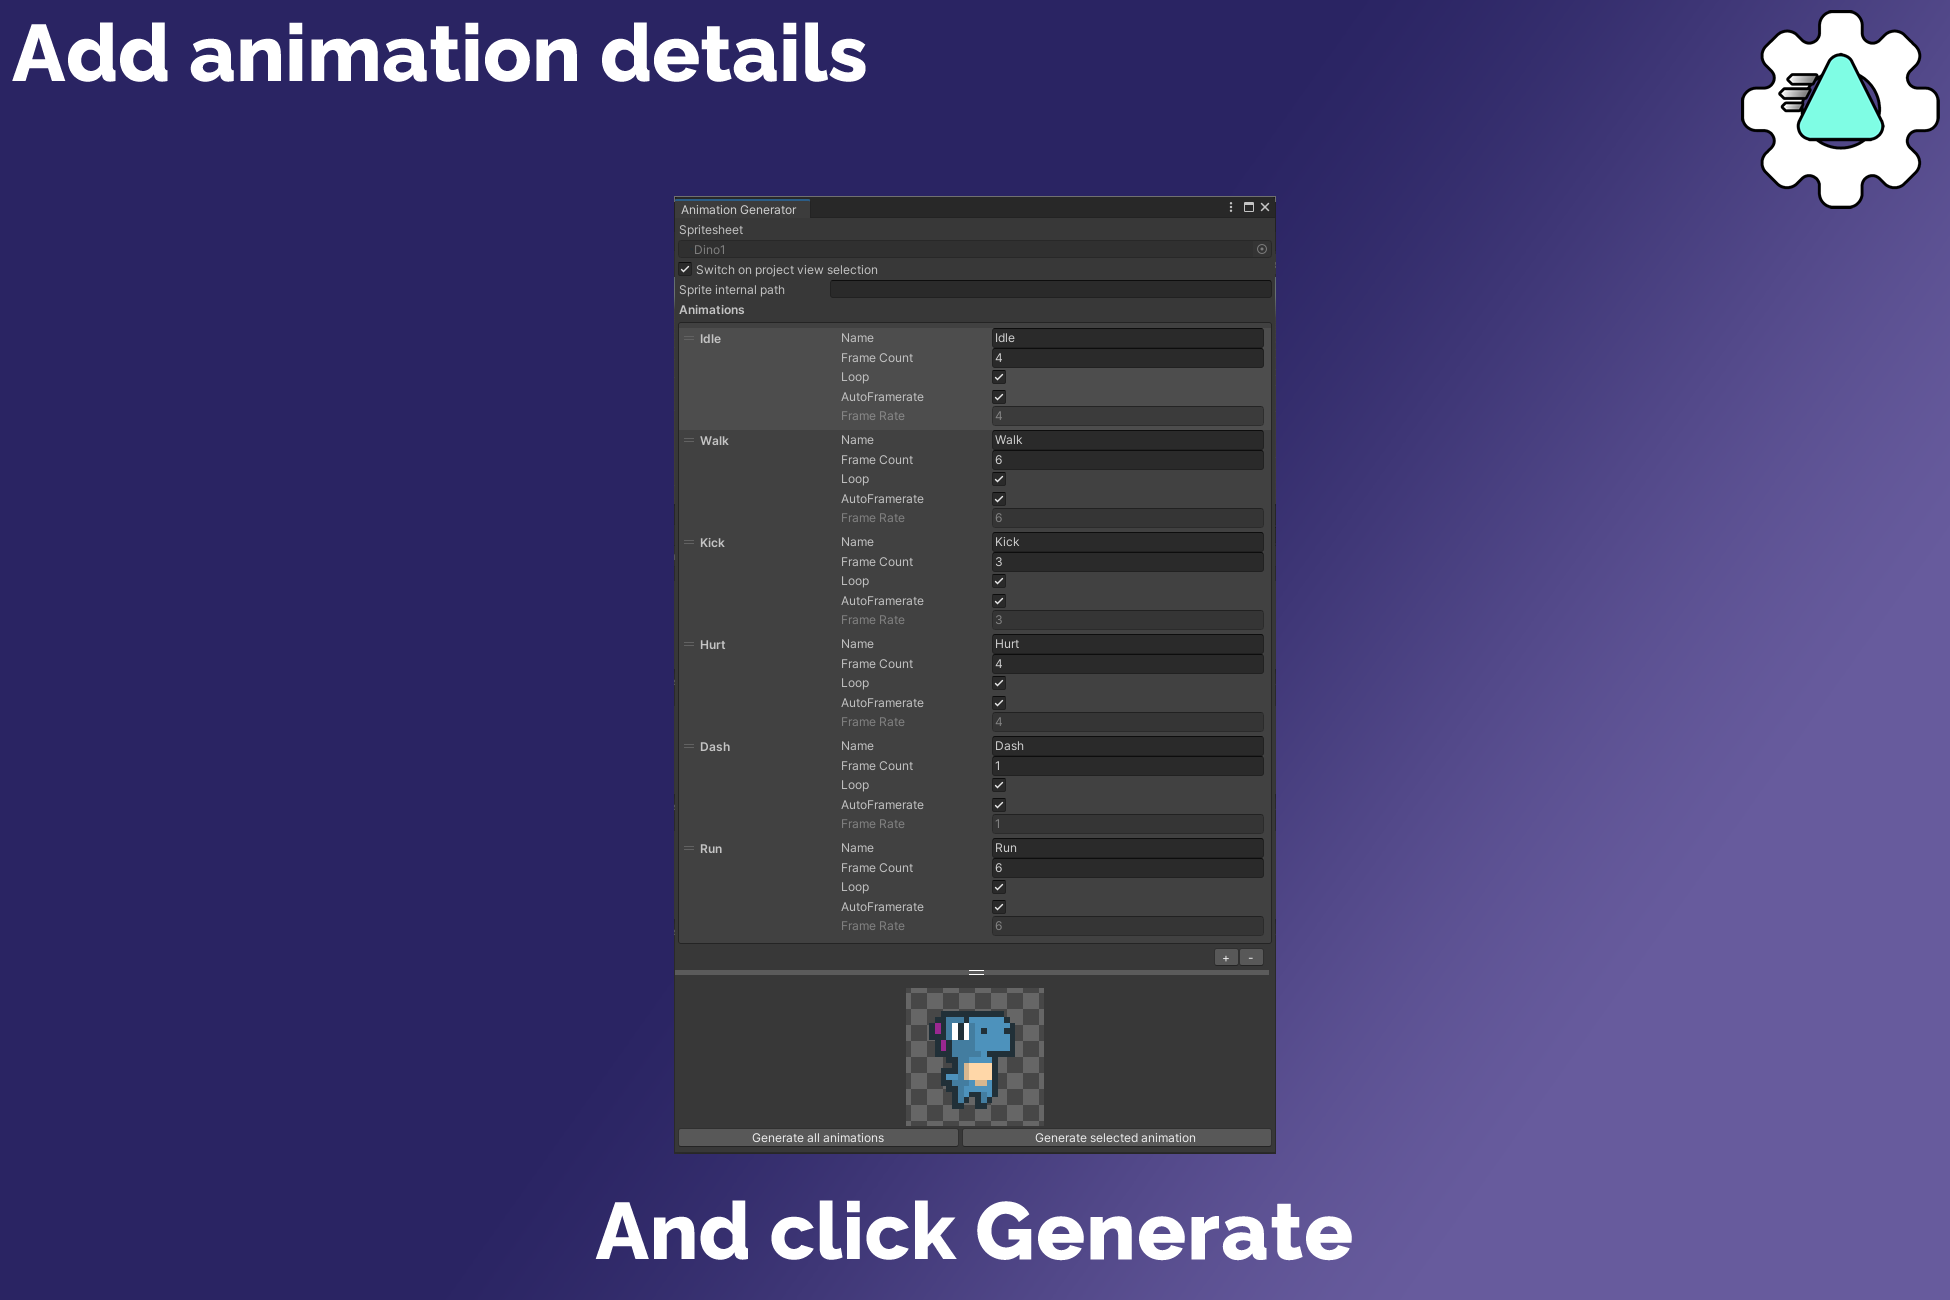 Add animation details
Animation Generator
Spritesheet
Dino1
Switch on project view selection
Sprite internal path
Animations
Idle Name Idle
Frame Count 4
Loop
AutoFramerate
Frame Rate 4
Walk Name Walk
Frame Count 6
Loop
AutoFramerate
Frame Rate 6
Kick Name Kick
Frame Count 3
Loop
AutoFramerate
Frame Rate 3
Hurt Name Hurt
Frame Count 4
Loop
AutoFramerate
Frame Rate 4
Dash Name Dash
Frame Count 1
Loop
AutoFramerate
Frame Rate 1
Run Name Run
Frame Count 6
Loop
AutoFramerate
Frame Rate 6
+ -
Generate all animations Generate selected animation
And click Generate